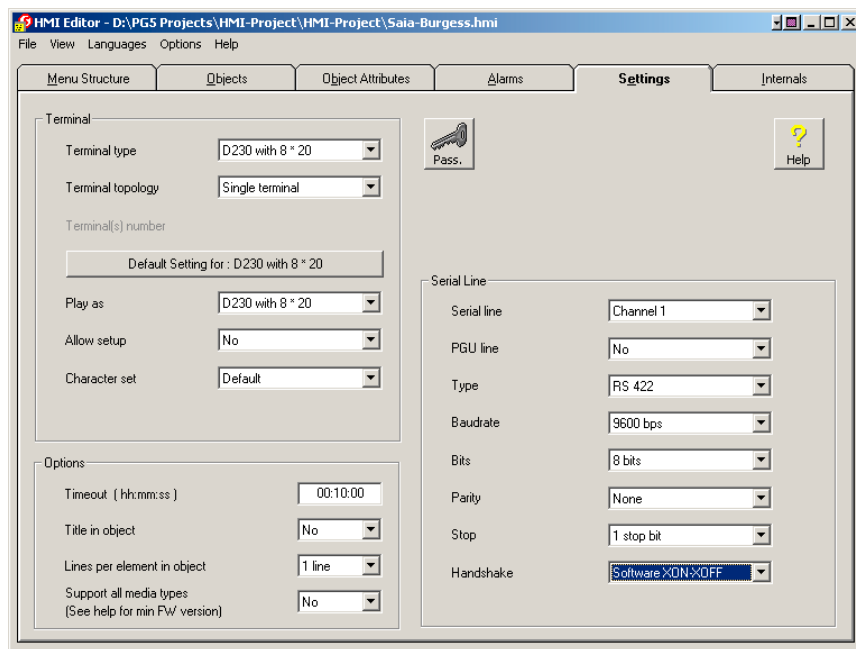 HMI Editor - D:\PG5 Projects\HMI-Project\HMI-Project\Saia-Burgess.hmi
File View Languages Options Help
Menu Structure Objects Object Attributes Alarms Settings Internals
Terminal
Terminal type D230 with 8 * 20
Terminal topology Single terminal
Terminal(s) number
Default Setting for : D230 with 8 * 20
Play as D230 with 8 * 20
Allow setup No
Character set Default
Pass.
Help
Options
Timeout ( hh:mm:ss ) 00:10:00
Title in object No
Lines per element in object 1 line
Support all media types
(See help for min FW version) No
Serial Line
Serial line Channel 1
PGU line No
Type RS 422
Baudrate 9600 bps
Bits 8 bits
Parity None
Stop 1 stop bit
Handshake Software XON-XOFF